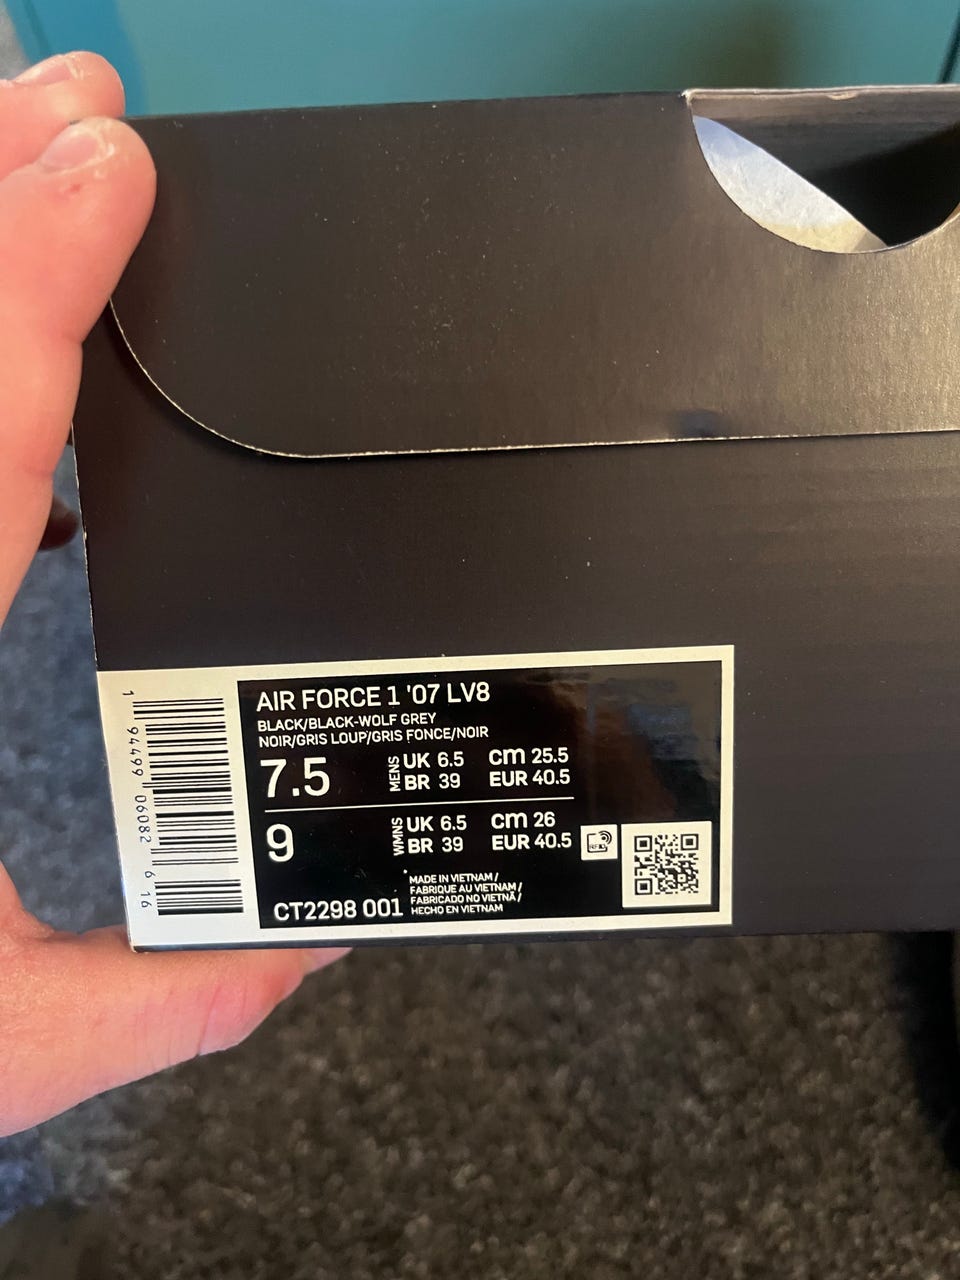 AIR FORCE 1 '07 LV8
BLACK/BLACK-WOLF GREY
NOIR/GRIS LOUP/GRIS FONCE/NOIR
7.5 MENS UK 6.5 cm 25.5
BR 39 EUR 40.5
9 WMNS UK 6.5 cm 26
BR 39 EUR 40.5
MADE IN VIETNAM /
FABRIQUE AU VIETNAM /
FABRICADO NO VIETNÃ /
HECHO EN VIETNAM
CT2298 001
RFID
1 94499 06082 6 16